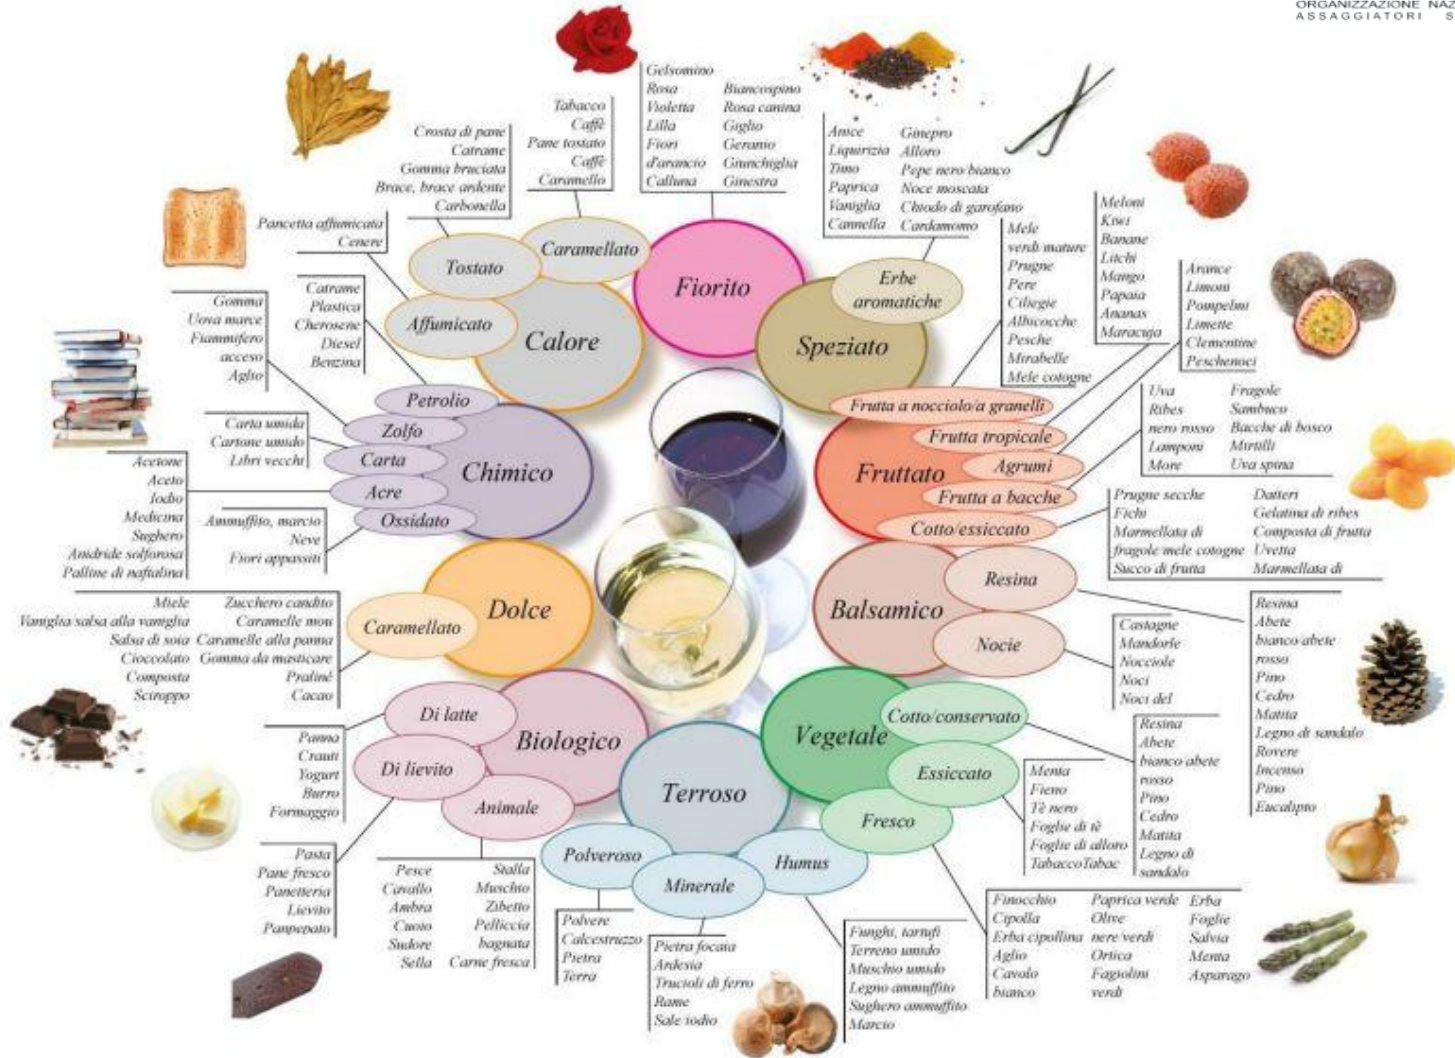 ORGANIZZAZIONE NAZ
ASSAGGIATORI S
Fiorito
Gelsomino
Rosa
Violetta
Lilla
Fiori
d'arancio
Calluna
Biancospino
Rosa canina
Giglio
Geranio
Giunchiglia
Ginestra
Speziato
Erbe
aromatiche
Anice
Liquirizia
Timo
Paprica
Vaniglia
Cannella
Ginepro
Alloro
Pepe nero/bianco
Noce moscata
Chiodo di garofano
Cardamomo
Fruttato
Frutta a nocciolo/a granelli
Mele
verdi mature
Prugne
Pere
Ciliegie
Albicocche
Pesche
Mirabelle
Mele cotogne
Frutta tropicale
Meloni
Kiwi
Banane
Litchi
Mango
Papaia
Ananas
Maracuja
Agrumi
Arance
Limoni
Pompelmi
Limette
Clementine
Peschenoci
Frutta a bacche
Uva
Ribes
nero rosso
Lamponi
More
Fragole
Sambuco
Bacche di bosco
Mirtilli
Uva spina
Cotto/essiccato
Prugne secche
Fichi
Marmellata di
fragole mele cotogne
Succo di frutta
Datteri
Gelatina di ribes
Composta di frutta
Uvetta
Marmellata di
Balsamico
Resina
Resina
Abete
bianco abete
rosso
Pino
Cedro
Matita
Legno di sandalo
Rovere
Incenso
Pino
Eucalipto
Nocie
Castagne
Mandorle
Nocciole
Noci
Noci del
Vegetale
Cotto/conservato
Resina
Abete
bianco abete
rosso
Pino
Cedro
Matita
Legno di
sandalo
Essiccato
Menta
Fieno
Tè nero
Foglie di tè
Foglie di alloro
TabaccoTabac
Fresco
Finocchio
Cipolla
Erba cipollina
Aglio
Cavolo
bianco
Paprica verde
Olive
nere/verdi
Ortica
Fagiolini
verdi
Erba
Foglie
Salvia
Menta
Asparago
Terroso
Humus
Funghi, tartufi
Terreno umido
Muschio umido
Legno ammuffito
Sughero ammuffito
Marcio
Minerale
Pietra focaia
Ardesia
Trucioli di ferro
Rame
Sale/iodio
Polveroso
Polvere
Calcestruzzo
Pietra
Terra
Biologico
Animale
Pesce
Cavallo
Ambra
Cuoio
Sudore
Sella
Stalla
Muschio
Zibetto
Pelliccia
bagnata
Carne fresca
Di lievito
Pasta
Pane fresco
Panetteria
Lievito
Panpepato
Di latte
Panna
Crauti
Yogurt
Burro
Formaggio
Dolce
Caramellato
Miele
Vaniglia salsa alla vaniglia
Salsa di soia
Cioccolato
Composta
Sciroppo
Zucchero candito
Caramelle mou
Caramelle alla panna
Gomma da masticare
Pralinè
Cacao
Chimico
Ossidato
Ammuffito, marcio
Neve
Fiori appassiti
Acre
Acetone
Aceto
Iodio
Medicina
Sughero
Anidride solforosa
Palline di naftalina
Carta
Carta umida
Cartone umido
Libri vecchi
Zolfo
Gomma
Uova marce
Fiammifero
acceso
Aglio
Petrolio
Catrame
Plastica
Cherosene
Diesel
Benzina
Calore
Affumicato
Pancetta affumicata
Cenere
Tostato
Crosta di pane
Catrame
Gomma bruciata
Brace, brace ardente
Carbonella
Caramellato
Tabacco
Caffè
Pane tostato
Caffè
Caramello